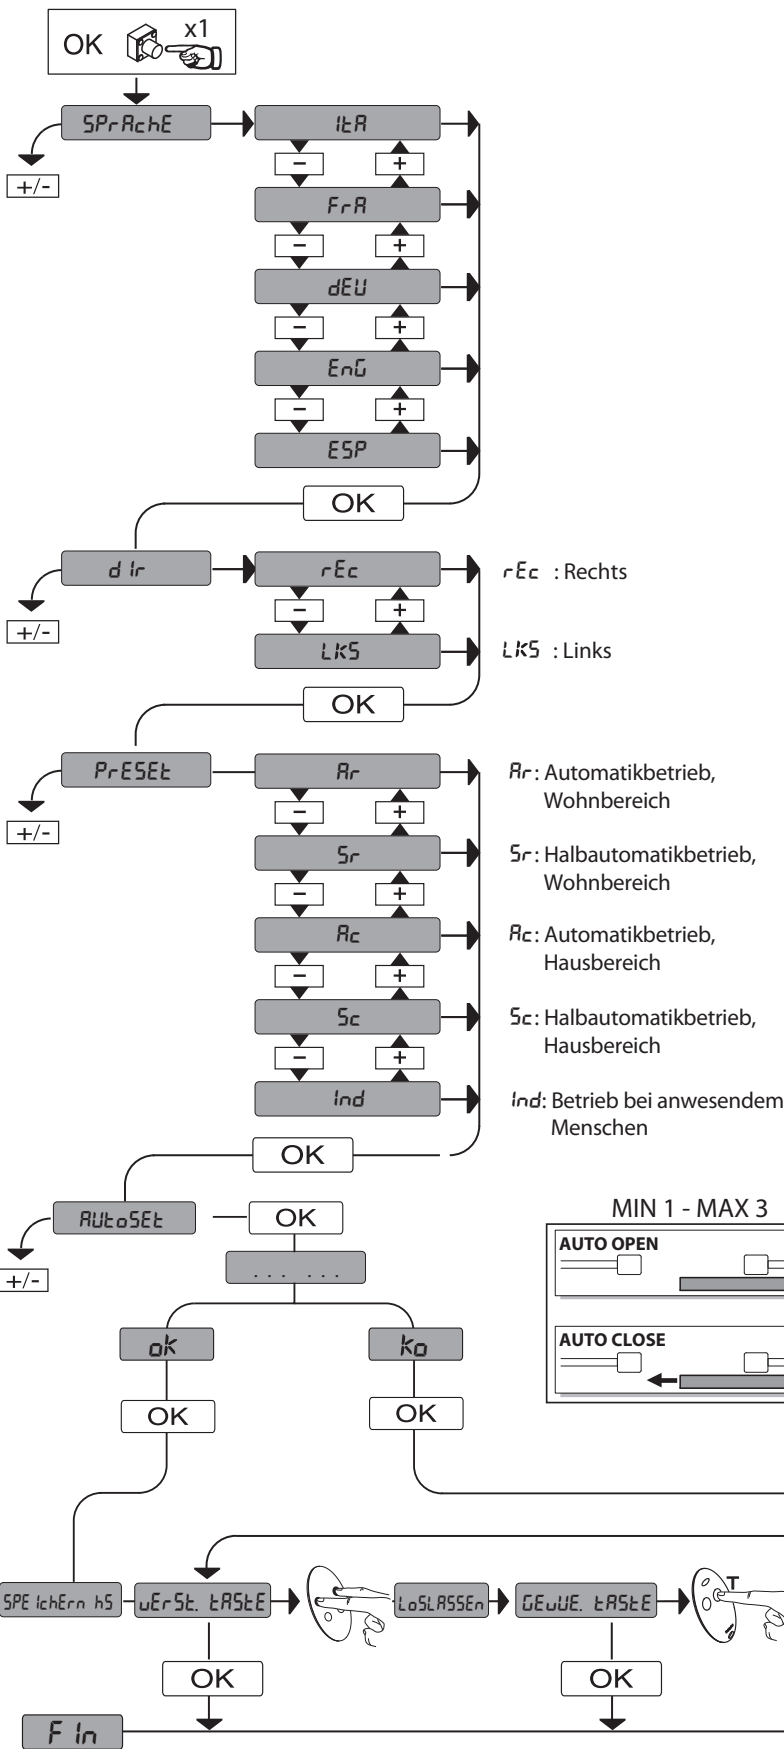 OK x1
SPrAchE
ItA
+/-
- +
FrA
- +
dEU
- +
EnG
- +
ESP
OK
dIr
rEc
rEc : Rechts
+/-
- +
LKS
LKS : Links
OK
PrESEt
Ar
Ar: Automatikbetrieb,
Wohnbereich
+/-
- +
Sr
Sr: Halbautomatikbetrieb,
Wohnbereich
- +
Ac
Ac: Automatikbetrieb,
Hausbereich
- +
Sc
Sc: Halbautomatikbetrieb,
Hausbereich
- +
Ind
Ind: Betrieb bei anwesendem
Menschen
OK
AUtoSEt
OK
+/-
... ...
MIN 1 - MAX 3
AUTO OPEN
AUTO CLOSE
ok
ko
OK
OK
SPEIchErn hS
vErSt. tAStE
LoSLASSEn
GEwUE. tAStE
T
OK
OK
FIn